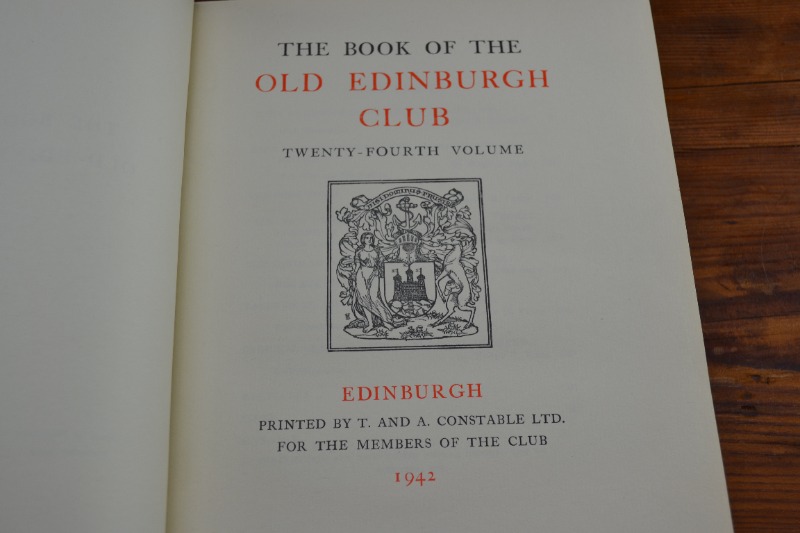 THE BOOK OF THE
OLD EDINBURGH
CLUB
TWENTY-FOURTH VOLUME
EDINBURGH
PRINTED BY T. AND A. CONSTABLE LTD.
FOR THE MEMBERS OF THE CLUB
1942